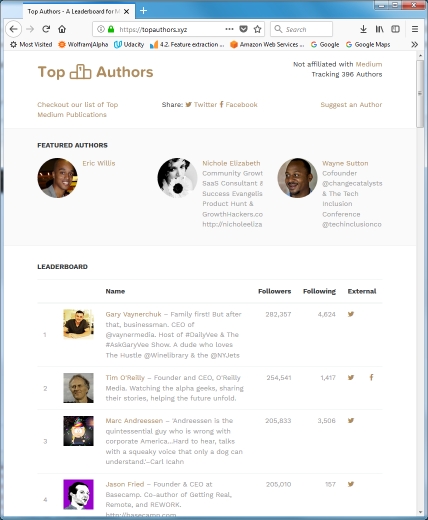 Top Authors - A Leaderboard for M
https://topauthors.xyz
Search
Most Visited
WolframAlpha
Udacity
4.2. Feature extraction ...
Amazon Web Services ...
Google
Google Maps
Top Authors
Not affiliated with Medium
Tracking 396 Authors
Checkout our list of Top
Medium Publications
Share: Twitter Facebook
Suggest an Author
FEATURED AUTHORS
Eric Willis
Nichole Elizabeth
Community Growt
SaaS Consultant &
Success Evangelis
Product Hunt &
GrowthHackers.co
http://nicholeeliza
Wayne Sutton
Cofounder
@changecatalysts
& The Tech
Inclusion
Conference
@techinclusionco
LEADERBOARD
Name Followers Following External
1
Gary Vaynerchuk – Family first! But after
that, businessman. CEO of
@vaynermedia. Host of #DailyVee & The
#AskGaryVee Show. A dude who loves
The Hustle @Winelibrary & the @NYJets
282,357 4,624
2
Tim O'Reilly – Founder and CEO, O'Reilly
Media. Watching the alpha geeks, sharing
their stories, helping the future unfold.
254,541 1,417
3
Marc Andreessen – 'Andreessen is the
quintessential guy who is wrong with
corporate America...Hard to hear, talks
with a squeaky voice that only a dog can
understand.'-Carl Icahn
205,833 3,506
4
Jason Fried – Founder & CEO at
Basecamp. Co-author of Getting Real,
Remote, and REWORK.
http://basecamp.com
205,010 157